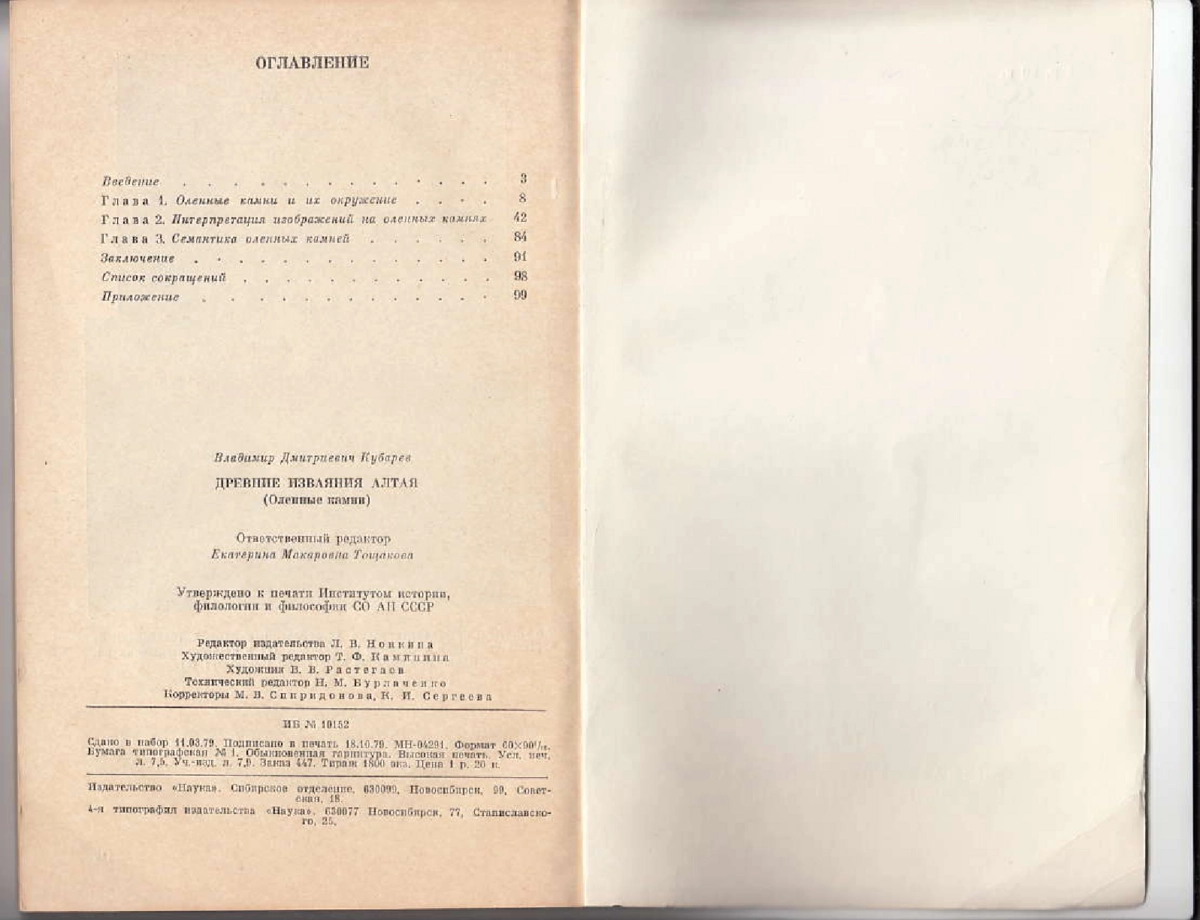 ОГЛАВЛЕНИЕ
Введение . . . . . . . . . . . . . . 3
Глава 1. Оленные камни и их окружение . . . . 8
Глава 2. Интерпретация изображений на оленных камнях 42
Глава 3. Семантика оленных камней . . . . . . 84
Заключение . . . . . . . . . . . . . 91
Список сокращений . . . . . . . . . . . 98
Приложение . . . . . . . . . . . . . 99
Владимир Дмитриевич Кубарев
ДРЕВНИЕ ИЗВАЯНИЯ АЛТАЯ
(Оленные камни)
Ответственный редактор
Екатерина Макаровна Тощакова
Утверждено к печати Институтом истории,
филологии и философии СО АН СССР
Редактор издательства Л. В. Новкина
Художественный редактор Т. Ф. Каминина
Художник В. В. Растегаев
Технический редактор Н. М. Бурлаченко
Корректоры М. В. Спиридонова, К. И. Сергеева
ИБ № 10152
Сдано в набор 11.03.79. Подписано в печать 18.10.79. МН-04291. Формат 60×90¹/₁₆.
Бумага типографская № 1. Обыкновенная гарнитура. Высокая печать. Усл. печ.
л. 7,5. Уч.-изд. л. 7,9. Заказ 447. Тираж 1800 экз. Цена 1 р. 20 к.
Издательство «Наука». Сибирское отделение. 630099, Новосибирск, 99, Совет-
ская, 18.
4-я типография издательства «Наука». 630077 Новосибирск, 77, Станиславско-
го, 25.